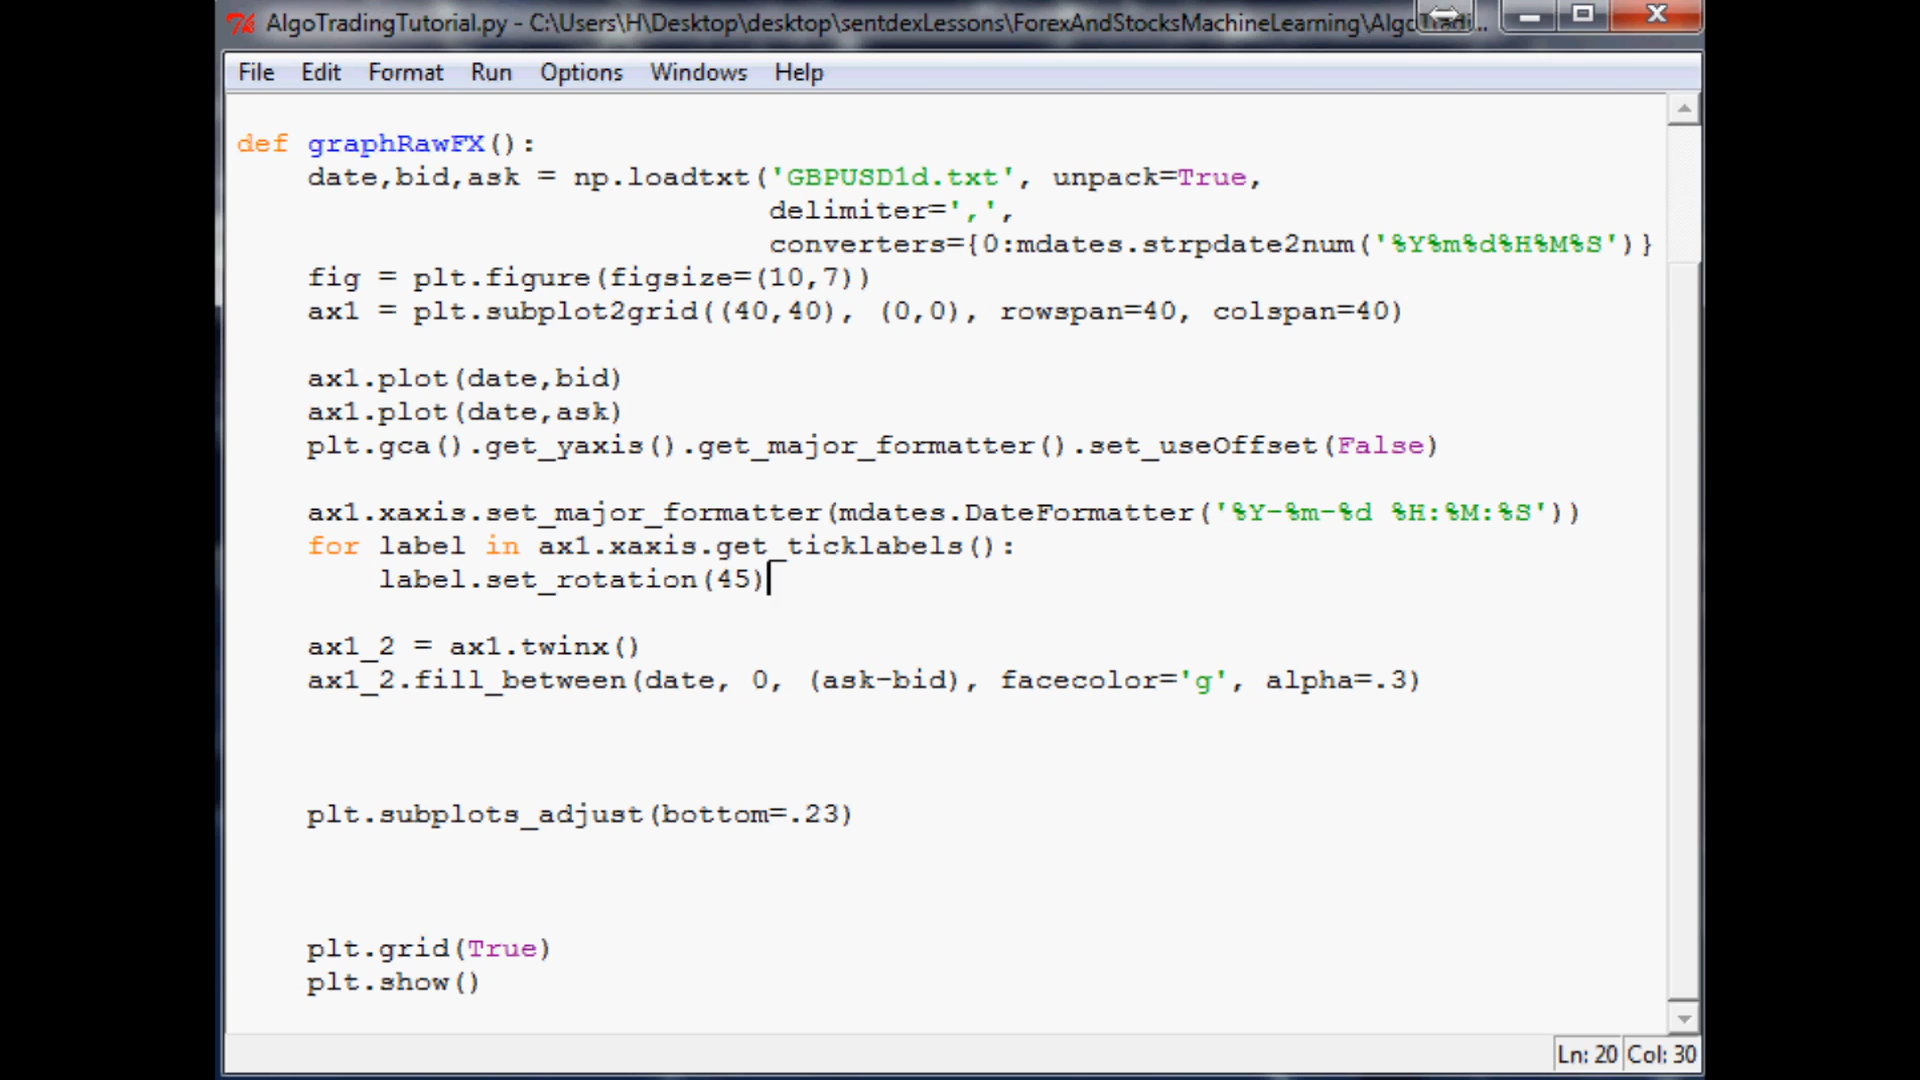 AlgoTradingTutorial.py - C:\Users\H\Desktop\desktop\sentdexLessons\ForexAndStocksMachineLearning\AlgoTradi...
File Edit Format Run Options Windows Help
def graphRawFX():
    date,bid,ask = np.loadtxt('GBPUSD1d.txt', unpack=True,
                              delimiter=',',
                              converters={0:mdates.strpdate2num('%Y%m%d%H%M%S')}
    fig = plt.figure(figsize=(10,7))
    ax1 = plt.subplot2grid((40,40), (0,0), rowspan=40, colspan=40)
    ax1.plot(date,bid)
    ax1.plot(date,ask)
    plt.gca().get_yaxis().get_major_formatter().set_useOffset(False)
    ax1.xaxis.set_major_formatter(mdates.DateFormatter('%Y-%m-%d %H:%M:%S'))
    for label in ax1.xaxis.get_ticklabels():
        label.set_rotation(45)
    ax1_2 = ax1.twinx()
    ax1_2.fill_between(date, 0, (ask-bid), facecolor='g', alpha=.3)
    plt.subplots_adjust(bottom=.23)
    plt.grid(True)
    plt.show()
Ln: 20 Col: 30